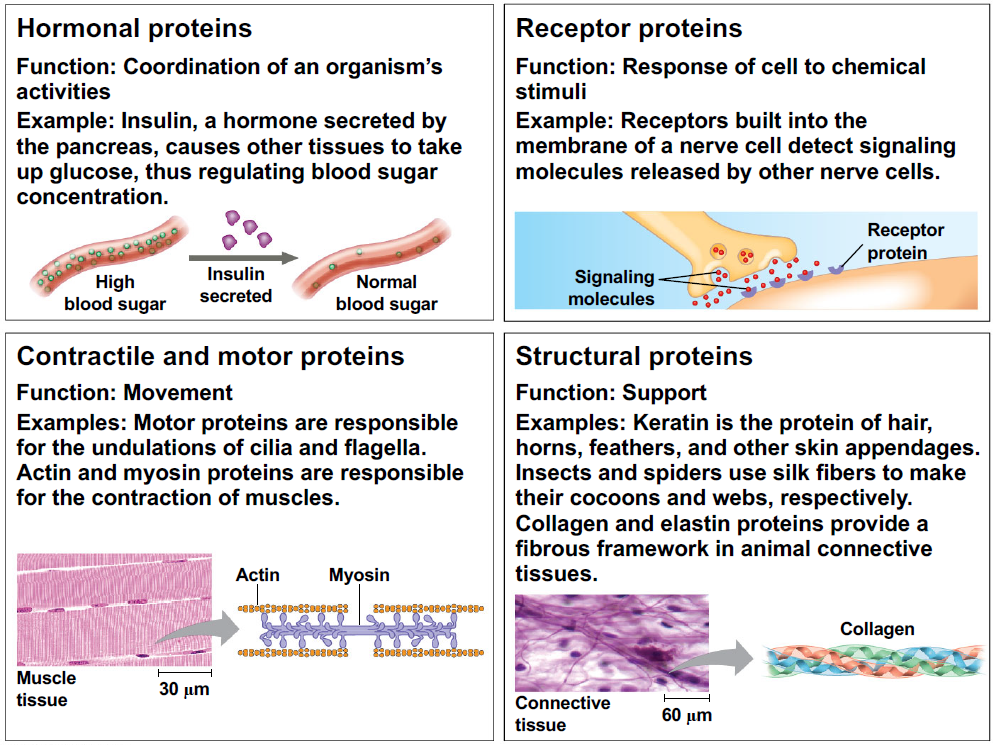 Hormonal proteins
Function: Coordination of an organism's
activities
Example: Insulin, a hormone secreted by
the pancreas, causes other tissues to take
up glucose, thus regulating blood sugar
concentration.
High
blood sugar
Insulin
secreted
Normal
blood sugar
Receptor proteins
Function: Response of cell to chemical
stimuli
Example: Receptors built into the
membrane of a nerve cell detect signaling
molecules released by other nerve cells.
Receptor
protein
Signaling
molecules
Contractile and motor proteins
Function: Movement
Examples: Motor proteins are responsible
for the undulations of cilia and flagella.
Actin and myosin proteins are responsible
for the contraction of muscles.
Actin
Myosin
Muscle
tissue
30 μm
Structural proteins
Function: Support
Examples: Keratin is the protein of hair,
horns, feathers, and other skin appendages.
Insects and spiders use silk fibers to make
their cocoons and webs, respectively.
Collagen and elastin proteins provide a
fibrous framework in animal connective
tissues.
Collagen
Connective
tissue
60 μm